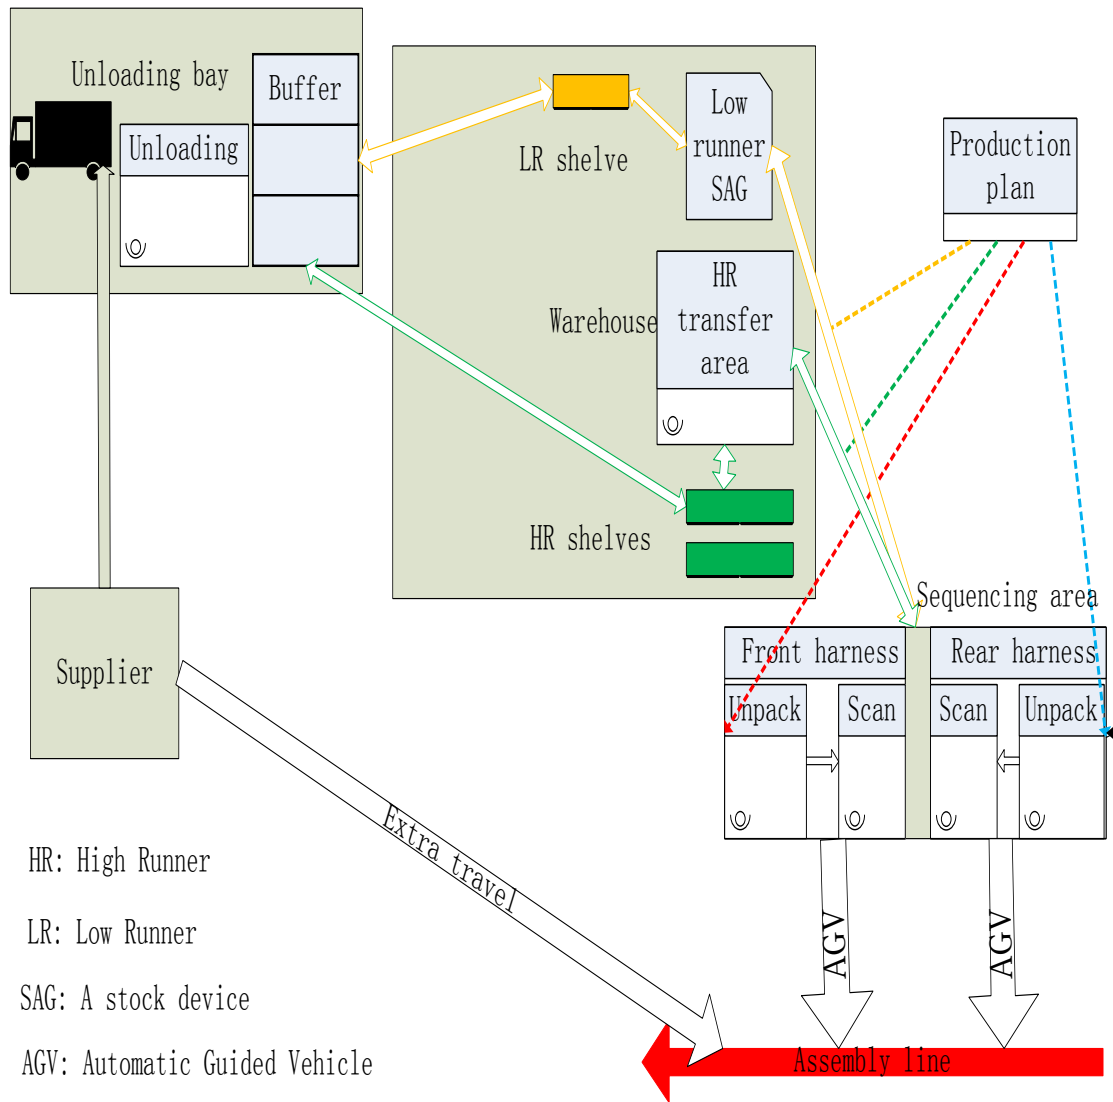 Unloading bay
Buffer
Unloading
LR shelve
Low
runner
SAG
Production
plan
HR
transfer
area
Warehouse
HR shelves
Sequencing area
Front harness
Rear harness
Unpack
Scan
Scan
Unpack
Supplier
Extra travel
AGV
AGV
Assembly line
HR: High Runner
LR: Low Runner
SAG: A stock device
AGV: Automatic Guided Vehicle